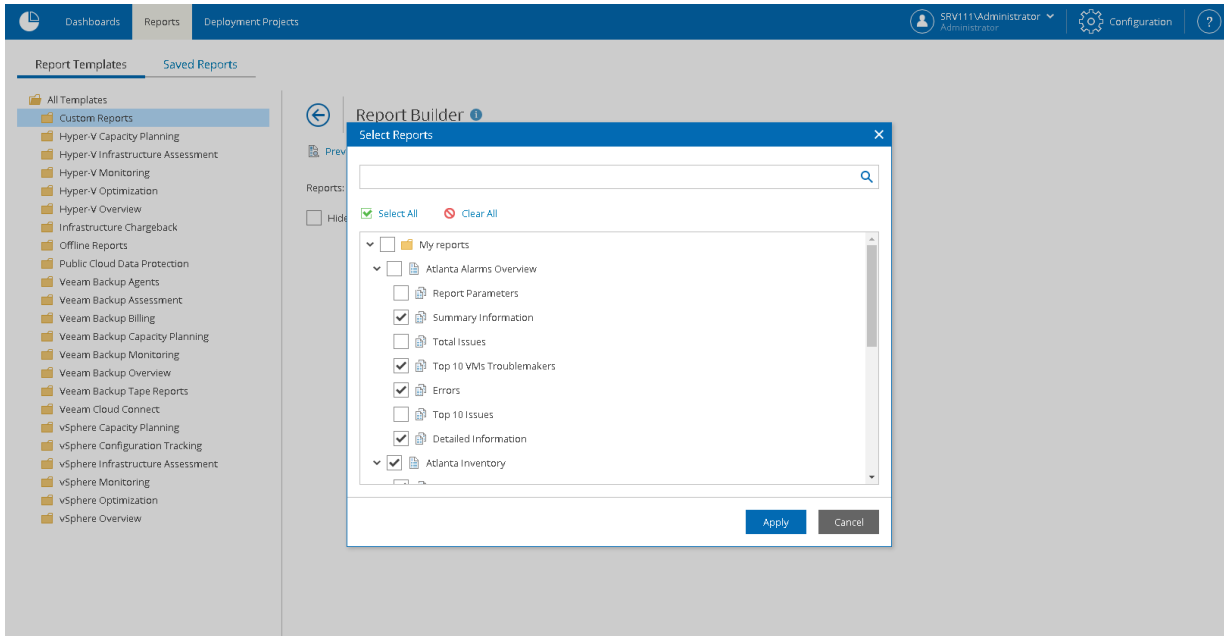 Dashboards Reports Deployment Projects SRV111\Administrator Configuration ?
Administrator
Report Templates Saved Reports
All Templates
Custom Reports
Hyper-V Capacity Planning
Hyper-V Infrastructure Assessment
Hyper-V Monitoring
Hyper-V Optimization
Hyper-V Overview
Infrastructure Chargeback
Offline Reports
Public Cloud Data Protection
Veeam Backup Agents
Veeam Backup Assessment
Veeam Backup Billing
Veeam Backup Capacity Planning
Veeam Backup Monitoring
Veeam Backup Overview
Veeam Backup Tape Reports
Veeam Cloud Connect
vSphere Capacity Planning
vSphere Configuration Tracking
vSphere Infrastructure Assessment
vSphere Monitoring
vSphere Optimization
vSphere Overview
Report Builder
Prev
Reports:
Hide
Select Reports
Select All Clear All
My reports
Atlanta Alarms Overview
Report Parameters
Summary Information
Total Issues
Top 10 VMs Troublemakers
Errors
Top 10 Issues
Detailed Information
Atlanta Inventory
Apply Cancel